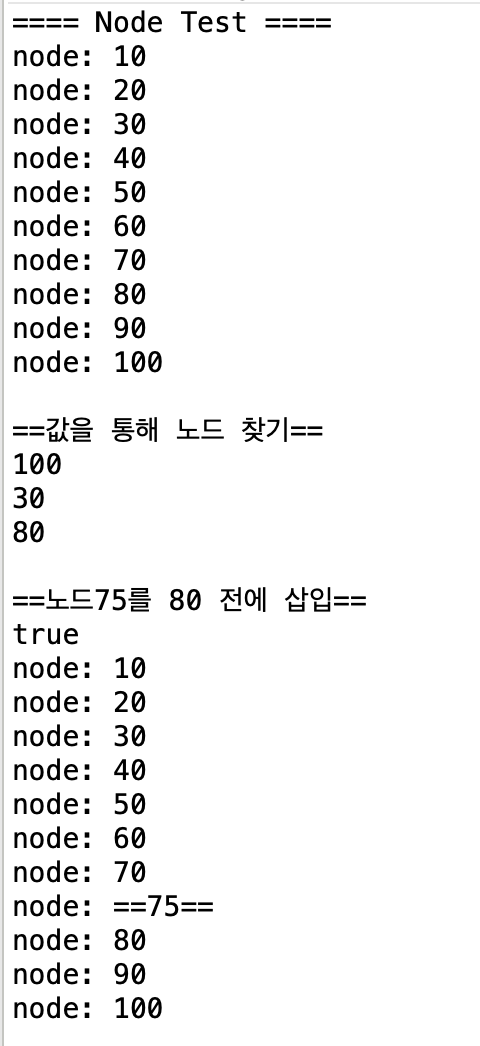 ==== Node Test ====
node: 10
node: 20
node: 30
node: 40
node: 50
node: 60
node: 70
node: 80
node: 90
node: 100
==값을 통해 노드 찾기==
100
30
80
==노드75를 80 전에 삽입==
true
node: 10
node: 20
node: 30
node: 40
node: 50
node: 60
node: 70
node: ==75==
node: 80
node: 90
node: 100